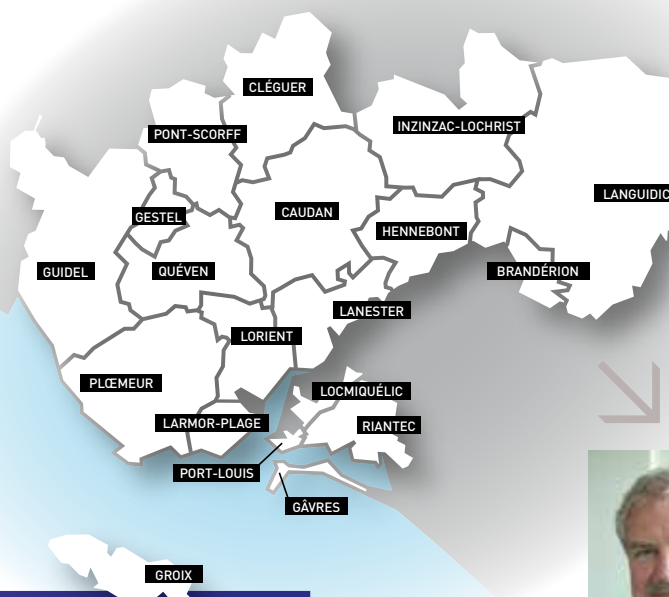 CLÉGUER
PONT-SCORFF
INZINZAC-LOCHRIST
LANGUIDIC
GESTEL
CAUDAN
HENNEBONT
GUIDEL
QUÉVEN
BRANDÉRION
LANESTER
LORIENT
PLŒMEUR
LOCMIQUÉLIC
LARMOR-PLAGE
RIANTEC
PORT-LOUIS
GÂVRES
GROIX